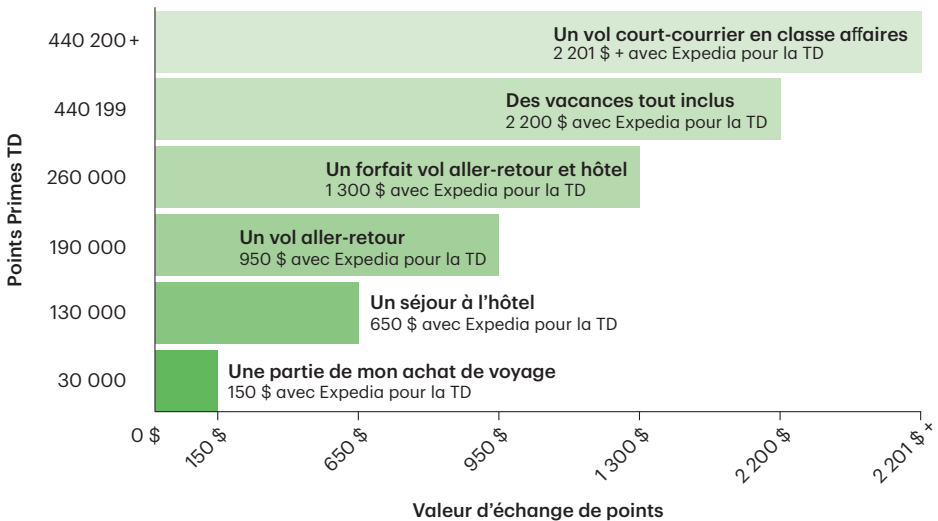 Points Primes TD
440 200+
Un vol court-courrier en classe affaires
2 201 $ + avec Expedia pour la TD
440 199
Des vacances tout inclus
2 200 $ avec Expedia pour la TD
260 000
Un forfait vol aller-retour et hôtel
1 300 $ avec Expedia pour la TD
190 000
Un vol aller-retour
950 $ avec Expedia pour la TD
130 000
Un séjour à l’hôtel
650 $ avec Expedia pour la TD
30 000
Une partie de mon achat de voyage
150 $ avec Expedia pour la TD
0 $
150 $
650 $
950 $
1 300 $
2 200 $
2 201 $ +
Valeur d’échange de points